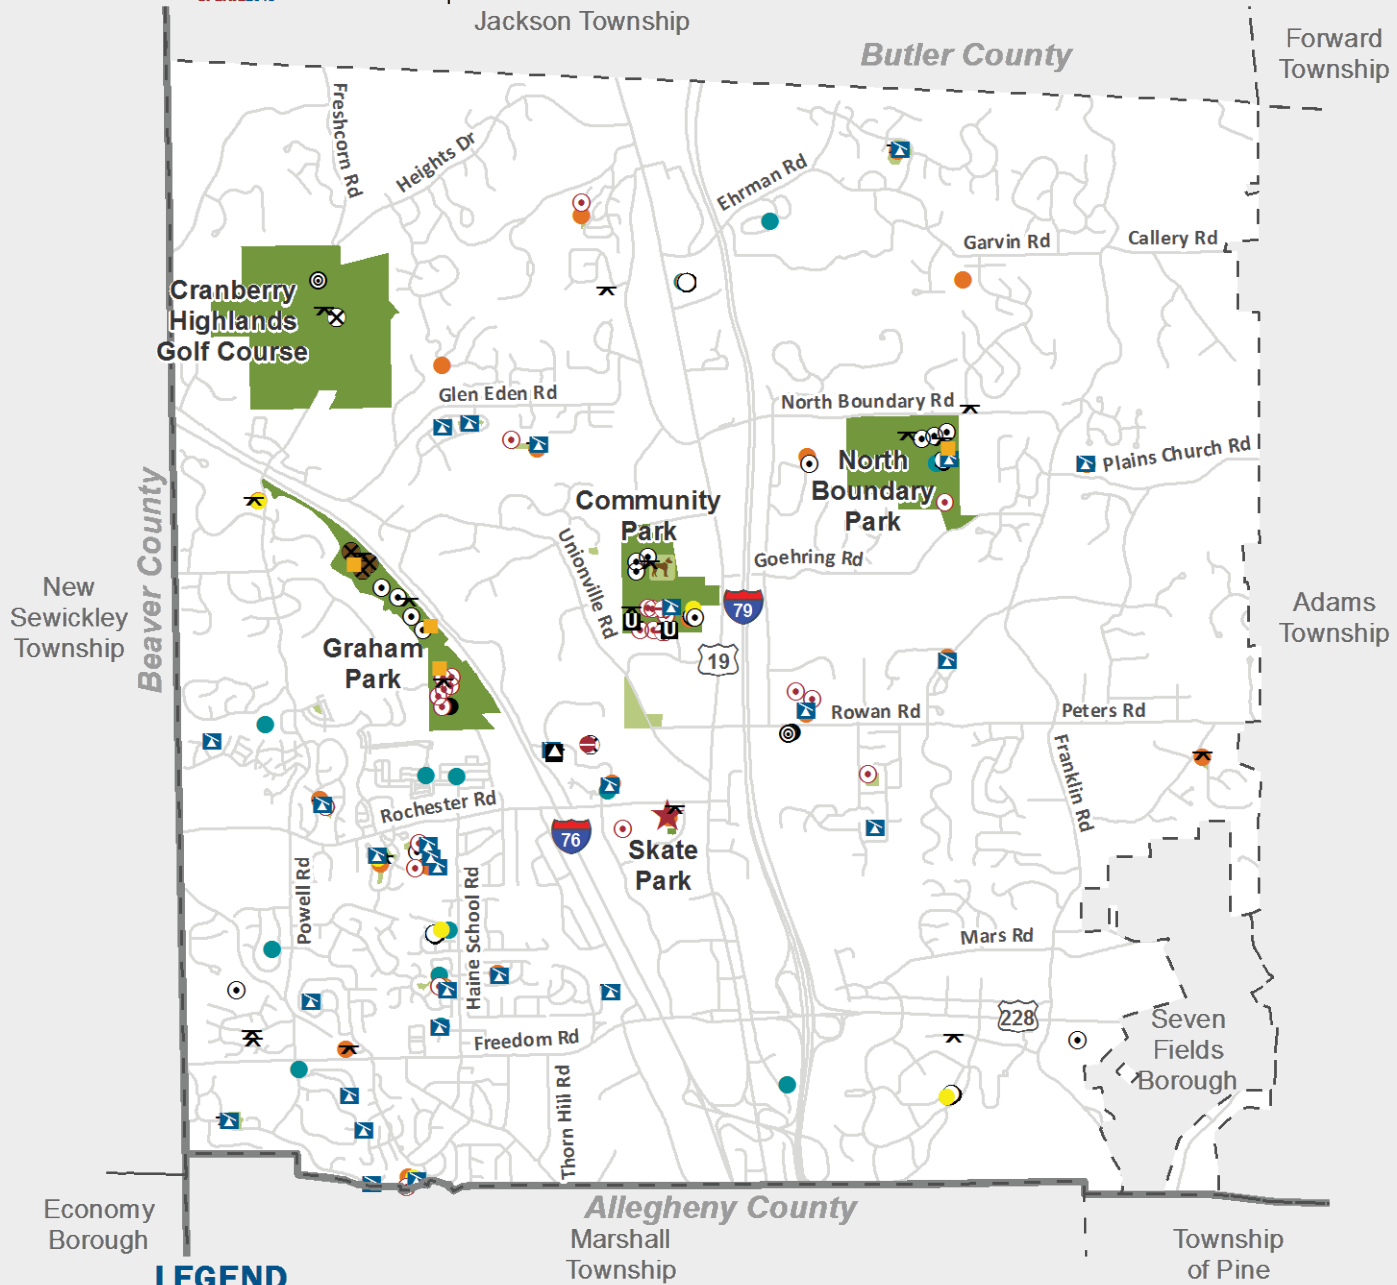 Jackson Township
Butler County
Forward
Township
Freshcorn Rd
Heights Dr
Ehrman Rd
Garvin Rd
Callery Rd
Cranberry
Highlands
Golf Course
Glen Eden Rd
North Boundary Rd
Plains Church Rd
North
Boundary
Park
Community
Park
Unionville Rd
Goehring Rd
Beaver County
New
Sewickley
Township
79
Adams
Township
U
U
19
Graham
Park
Rowan Rd
Peters Rd
Franklin Rd
Rochester Rd
76
Skate
Park
Powell Rd
Haine School Rd
Mars Rd
228
Seven
Fields
Borough
Freedom Rd
Thorn Hill Rd
Economy
Borough
Allegheny County
Marshall
Township
Township
of Pine
LEGEND